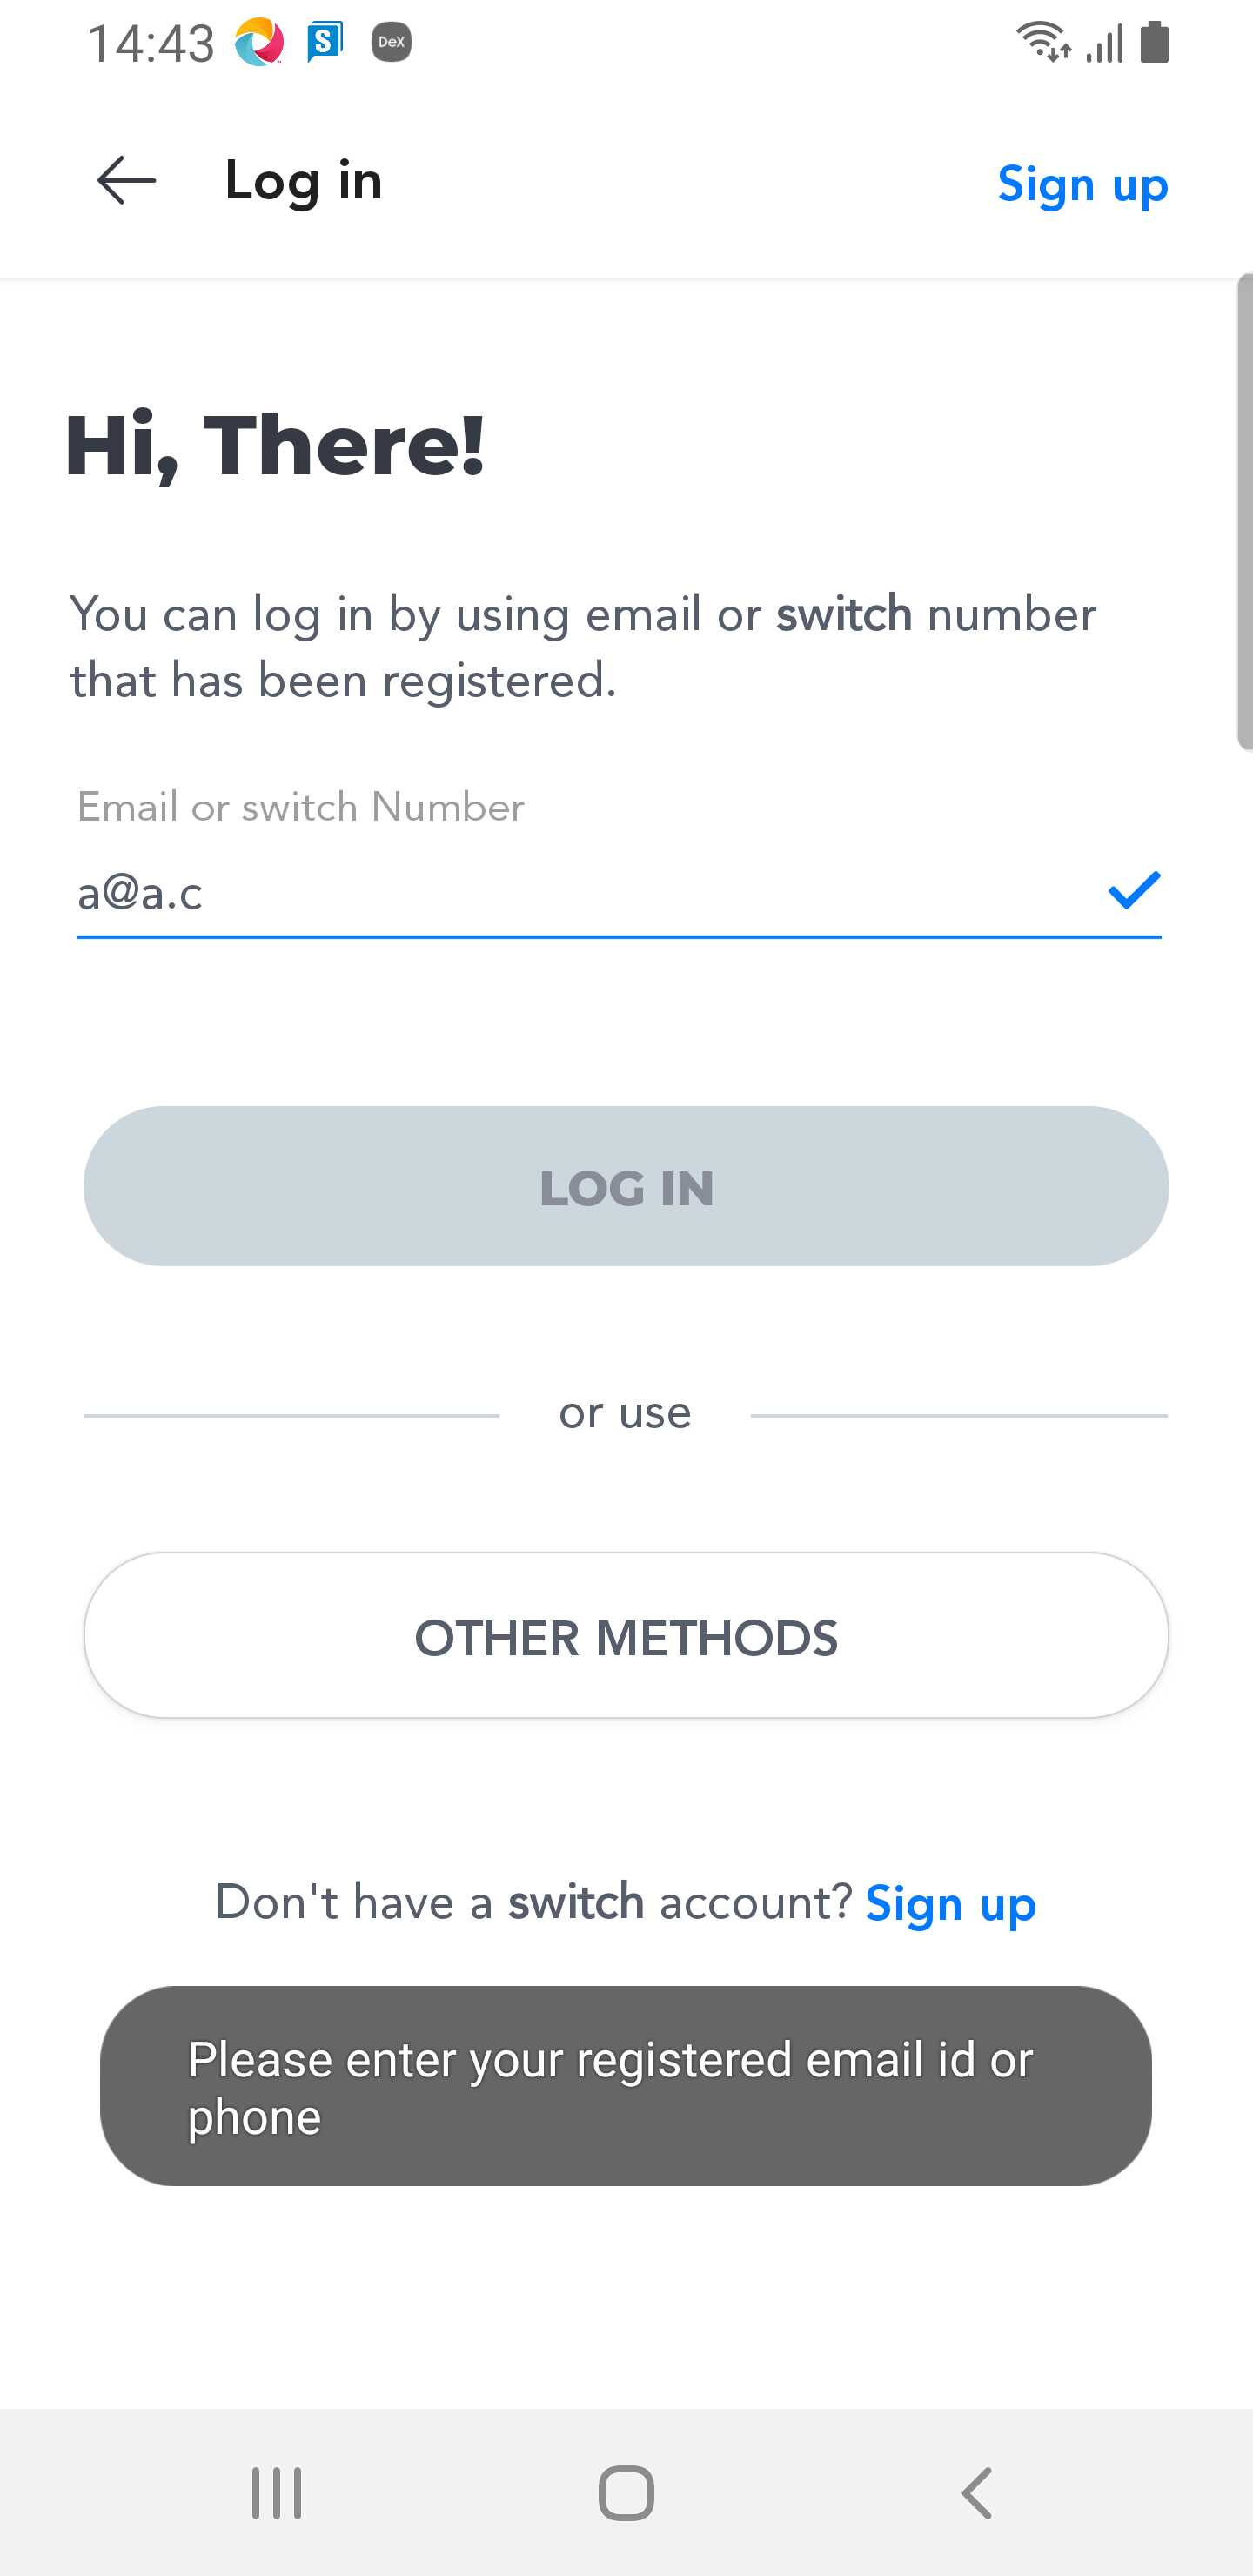 14:43 S DeX
Log in
Sign up
Hi, There!
You can log in by using email or switch number
that has been registered.
Email or switch Number
a@a.c
LOG IN
or use
OTHER METHODS
Don't have a switch account? Sign up
Please enter your registered email id or
phone